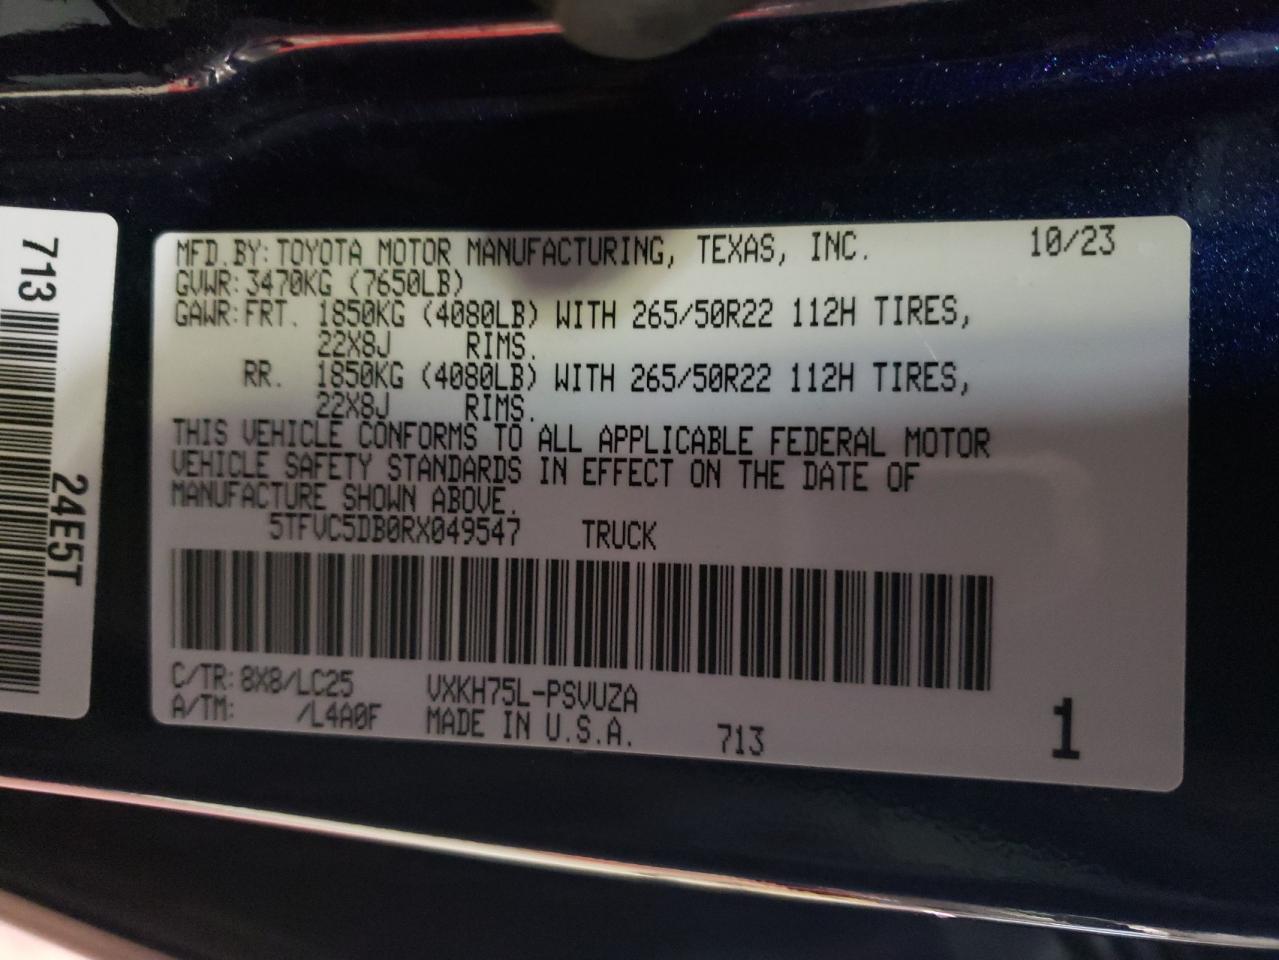 713
24E5T
MFD.BY: TOYOTA MOTOR MANUFACTURING, TEXAS, INC. 10/23
GVWR: 3470KG (7650LB)
GAWR: FRT. 1850KG (4080LB) WITH 265/50R22 112H TIRES,
22X8J RIMS.
RR. 1850KG (4080LB) WITH 265/50R22 112H TIRES,
22X8J RIMS.
THIS VEHICLE CONFORMS TO ALL APPLICABLE FEDERAL MOTOR
VEHICLE SAFETY STANDARDS IN EFFECT ON THE DATE OF
MANUFACTURE SHOWN ABOVE.
5TFVC5DB0RX049547 TRUCK
C/TR: 8X8/LC25 VXKH75L-PSVUZA
A/TM: /L4A0F MADE IN U.S.A. 713
1